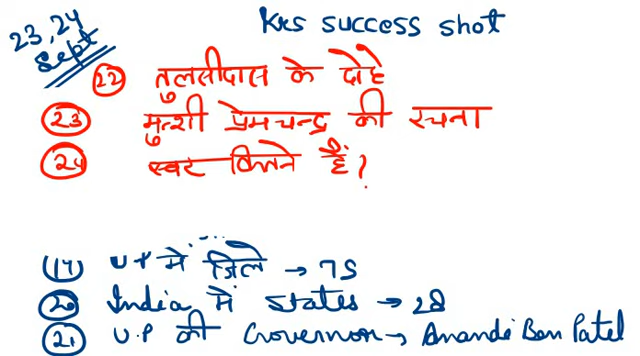 23,24 Sept
KRS success shot
22 तुलसीदास के दोहे
23 मुन्शी प्रेमचन्द्र की रचना
24 स्वर कितने हैं?
19 U.P में जिले → 75
20 India में states → 28
21 U.P की Governor → Anandi Ben Patel